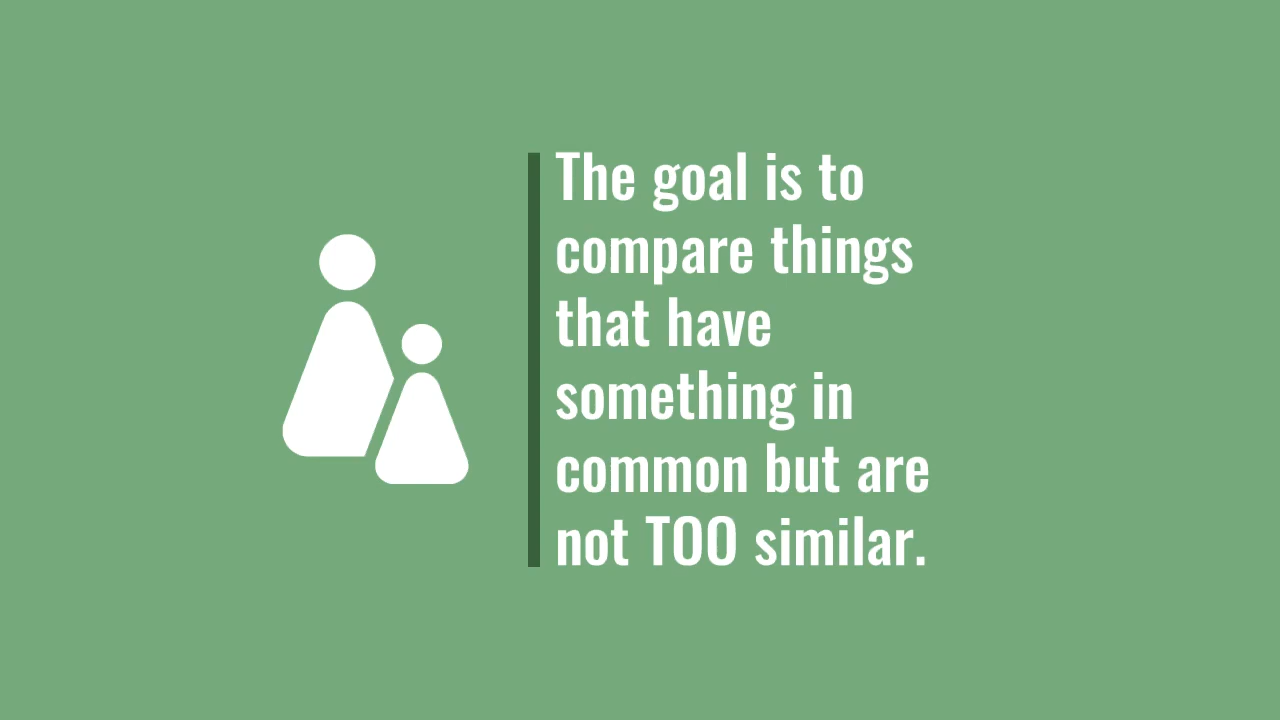 The goal is to
compare things
that have
something in
common but are
not TOO similar.